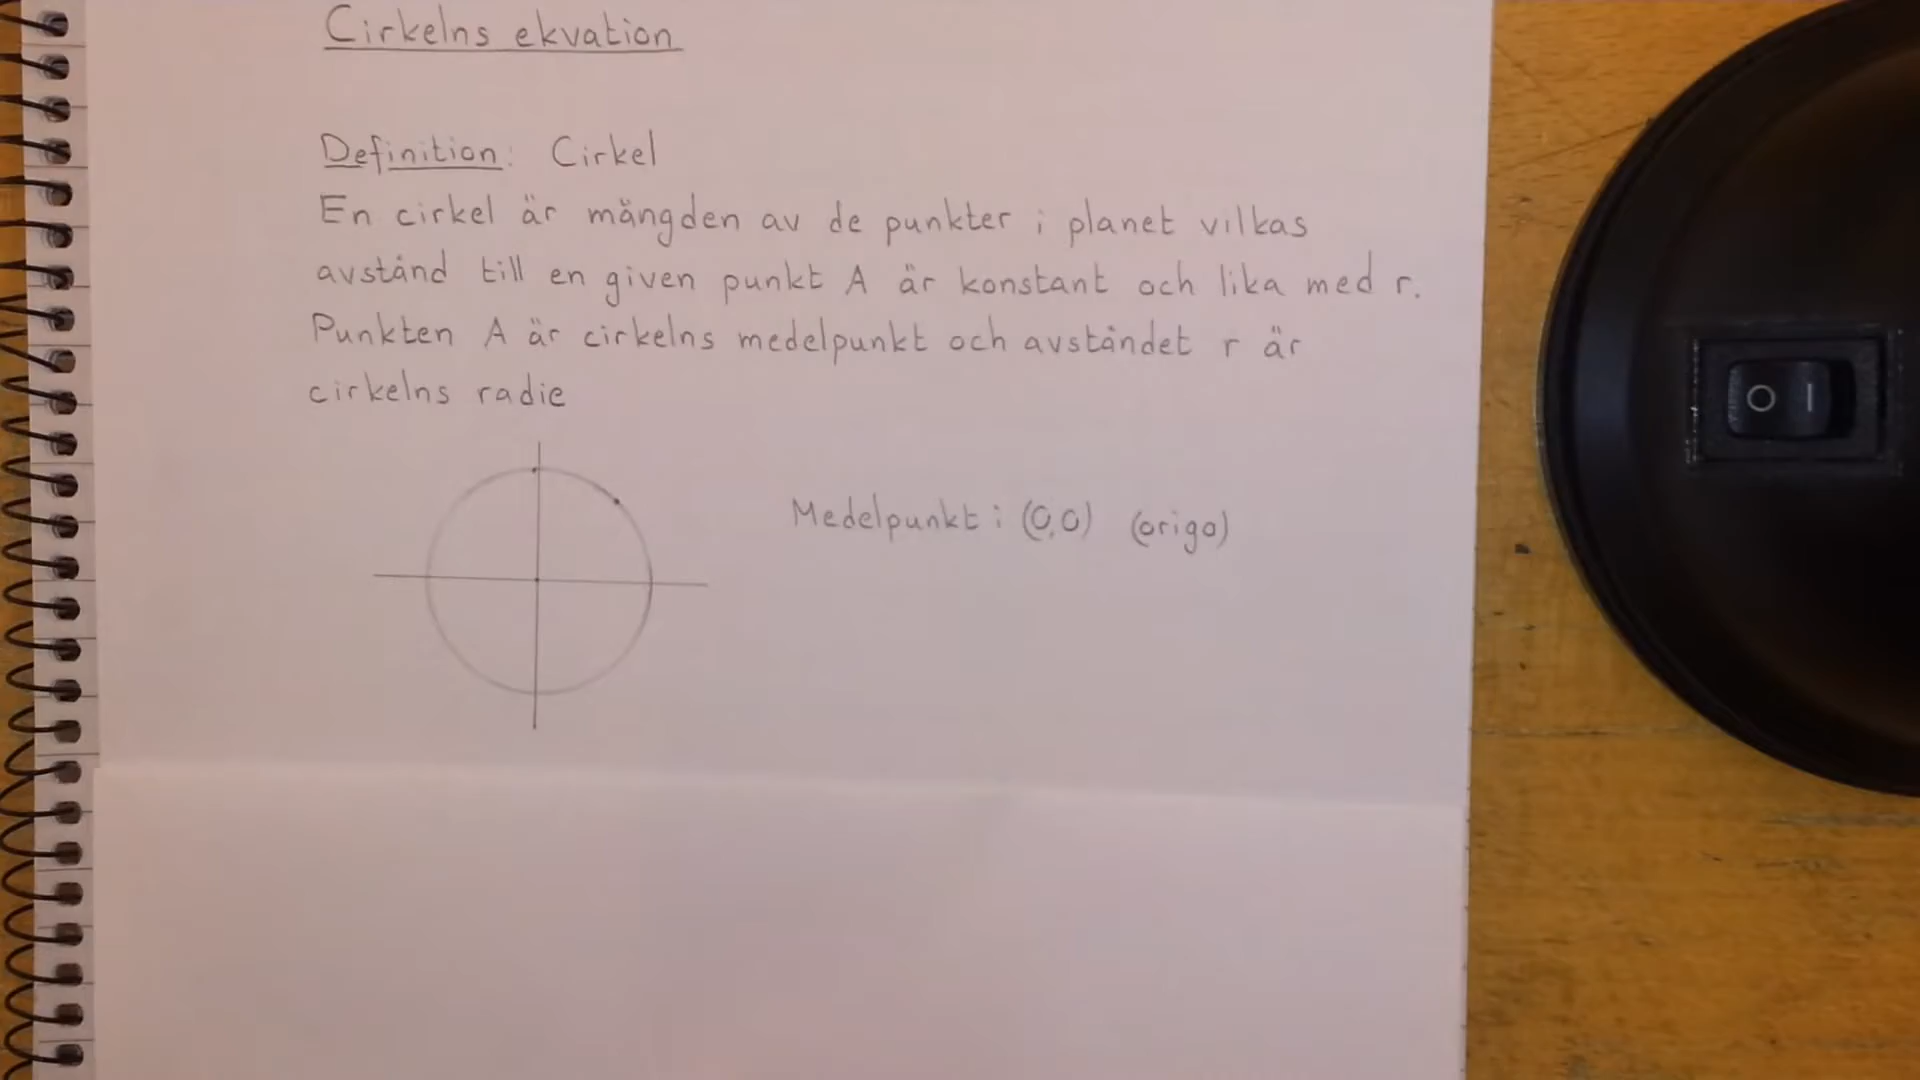 Cirkelns ekvation
Definition: Cirkel
En cirkel är mängden av de punkter i planet vilkas
avstånd till en given punkt A är konstant och lika med r.
Punkten A är cirkelns medelpunkt och avståndet r är
cirkelns radie
Medelpunkt: (0,0) (origo)
O I